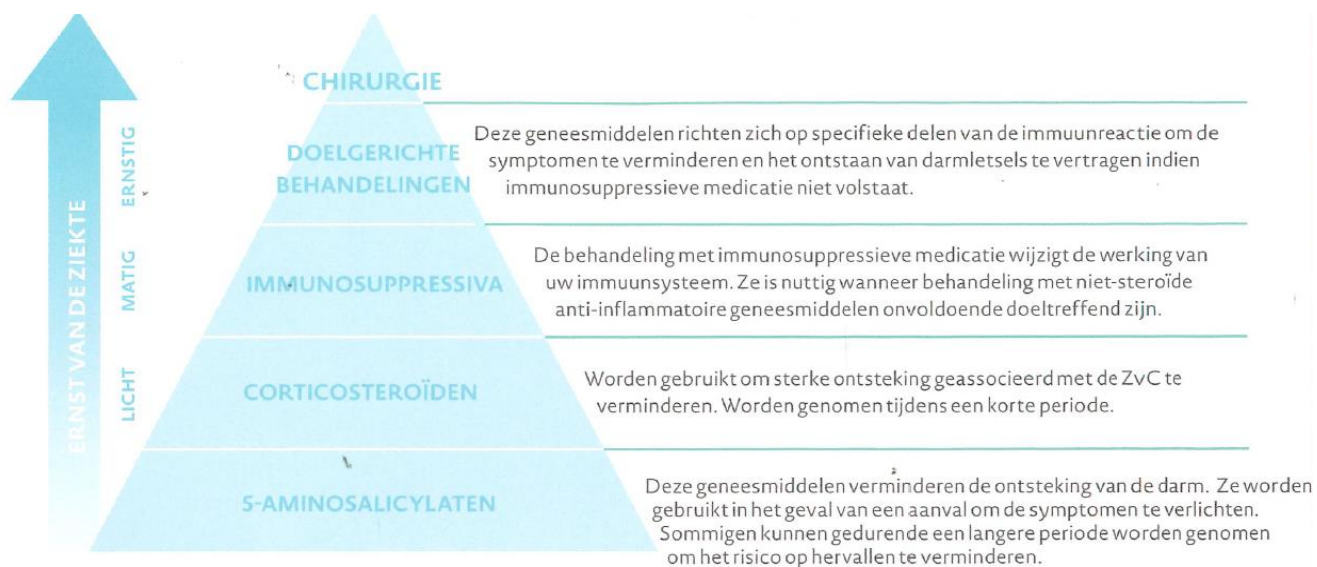 CHIRURGIE
ERNSTIG
DOELGERICHTE
BEHANDELINGEN
Deze geneesmiddelen richten zich op specifieke delen van de immuunreactie om de
symptomen te verminderen en het ontstaan van darmletsels te vertragen indien
immunosuppressieve medicatie niet volstaat.
ERNST VAN DE ZIEKTE
MATIG
IMMUNOSUPPRESSIVA
De behandeling met immunosuppressieve medicatie wijzigt de werking van
uw immuunsysteem. Ze is nuttig wanneer behandeling met niet-steroïde
anti-inflammatoire geneesmiddelen onvoldoende doeltreffend zijn.
LICHT
CORTICOSTEROÏDEN
Worden gebruikt om sterke ontsteking geassocieerd met de ZvC te
verminderen. Worden genomen tijdens een korte periode.
5-AMINOSALICYLATEN
Deze geneesmiddelen verminderen de ontsteking van de darm. Ze worden
gebruikt in het geval van een aanval om de symptomen te verlichten.
Sommigen kunnen gedurende een langere periode worden genomen
om het risico op hervallen te verminderen.